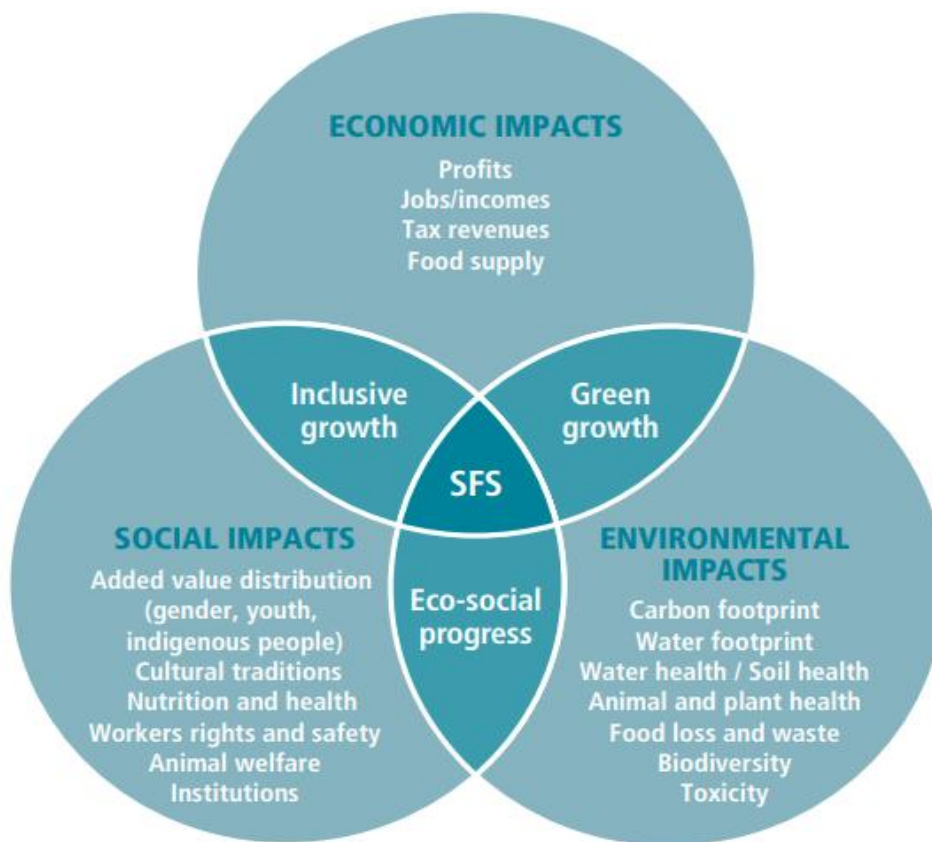 ECONOMIC IMPACTS
Profits
Jobs/incomes
Tax revenues
Food supply
Inclusive
growth
Green
growth
SFS
SOCIAL IMPACTS
Added value distribution
(gender, youth,
indigenous people)
Cultural traditions
Nutrition and health
Workers rights and safety
Animal welfare
Institutions
Eco-social
progress
ENVIRONMENTAL
IMPACTS
Carbon footprint
Water footprint
Water health / Soil health
Animal and plant health
Food loss and waste
Biodiversity
Toxicity